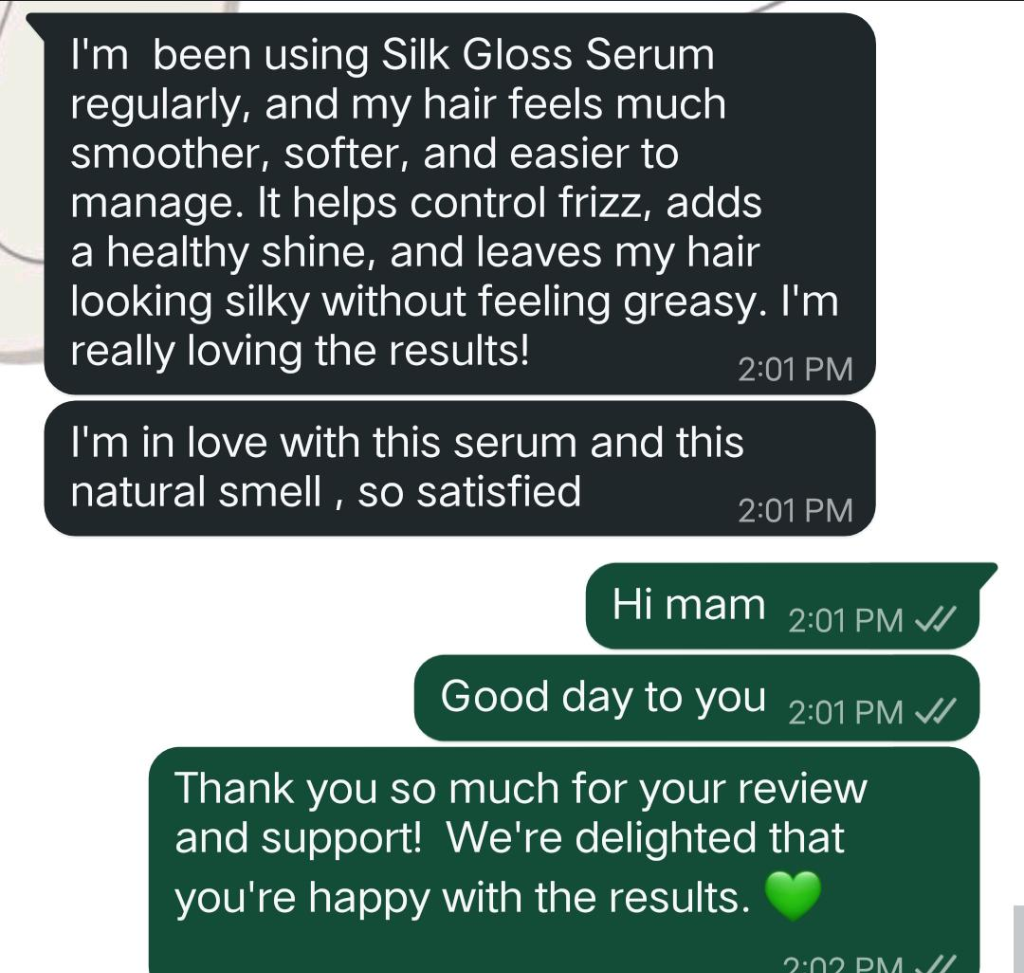 I'm  been using Silk Gloss Serum
regularly, and my hair feels much
smoother, softer, and easier to
manage. It helps control frizz, adds
a healthy shine, and leaves my hair
looking silky without feeling greasy. I'm
really loving the results!
2:01 PM
I'm in love with this serum and this
natural smell , so satisfied
2:01 PM
Hi mam 2:01 PM
Good day to you 2:01 PM
Thank you so much for your review
and support!  We're delighted that
you're happy with the results. 💚
2:02 PM